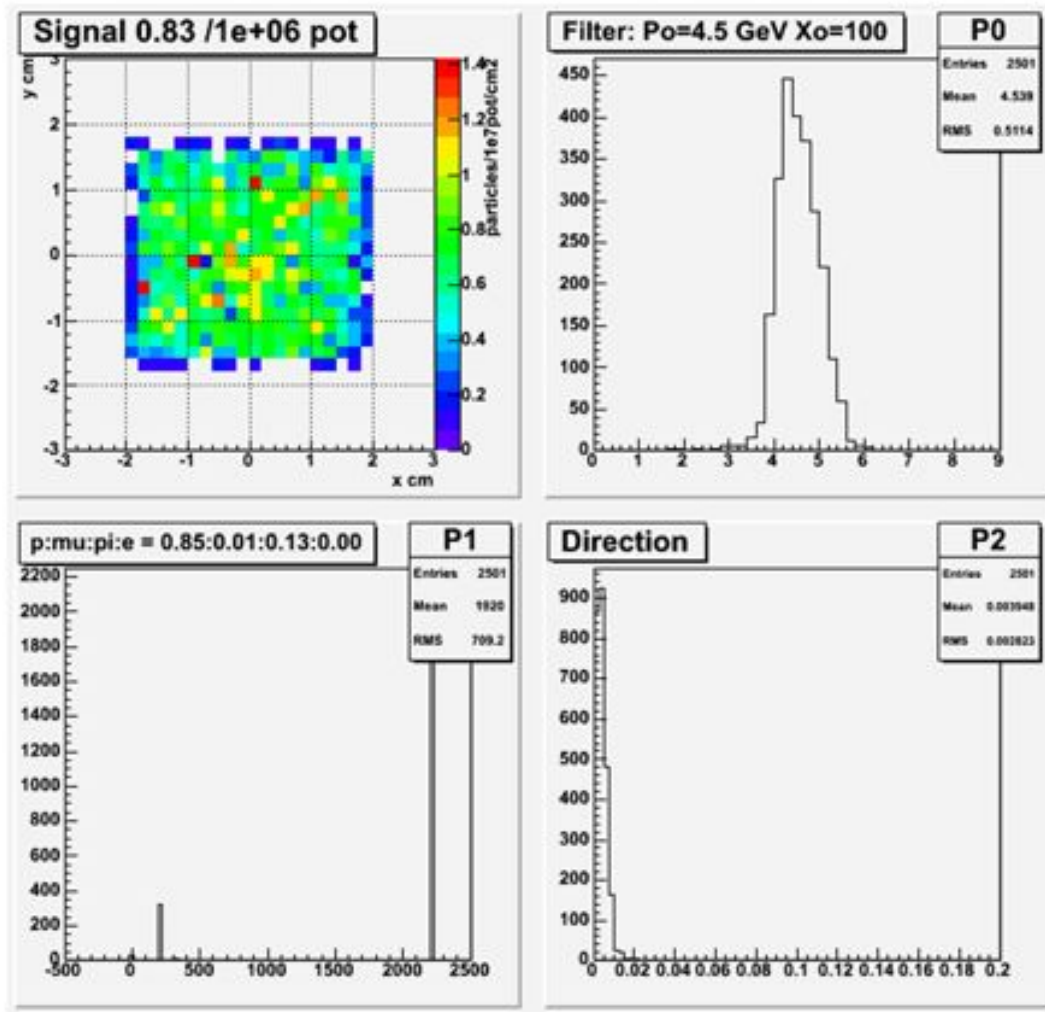 Signal 0.83 /1e+06 pot
y cm
3
2
1
0
-1
-2
-3
-3
-2
-1
0
1
2
3
x cm
1.4
1.2
1
0.8
0.6
0.4
0.2
0
particles/1e7pot/cm2
Filter: Po=4.5 GeV Xo=100
P0
Entries 2501
Mean 4.539
RMS 0.5114
450
400
350
300
250
200
150
100
50
0
0 1 2 3 4 5 6 7 8 9
p:mu:pi:e = 0.85:0.01:0.13:0.00
P1
Entries 2501
Mean 1920
RMS 709.2
2200
2000
1800
1600
1400
1200
1000
800
600
400
200
0
-500 0 500 1000 1500 2000 2500
Direction
P2
Entries 2501
Mean 0.003948
RMS 0.002823
900
800
700
600
500
400
300
200
100
0
0 0.02 0.04 0.06 0.08 0.1 0.12 0.14 0.16 0.18 0.2